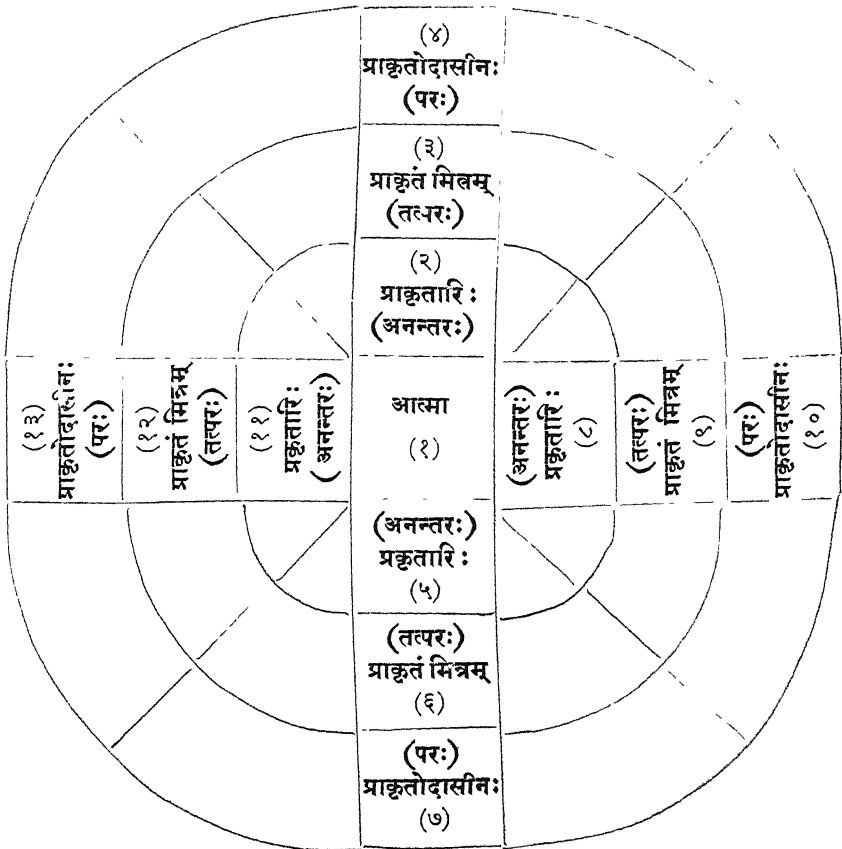 (४)
प्राकृतोदासीनः
(परः)
(३)
प्राकृतं मित्रम्
(तत्परः)
(२)
प्राकृतारिः
(अनन्तरः)
(१३)
प्राकृतोदासीनः
(परः)
(१२)
प्राकृतं मित्रम्
(तत्परः)
(११)
प्रकृतारिः
(अनन्तरः)
आत्मा
(१)
(अनन्तरः)
प्रकृतारिः
(८)
(तत्परः)
प्राकृतं मित्रम्
(९)
(परः)
प्राकृतोदासीनः
(१०)
(अनन्तरः)
प्रकृतारिः
(५)
(तत्परः)
प्राकृतं मित्रम्
(६)
(परः)
प्राकृतोदासीनः
(७)